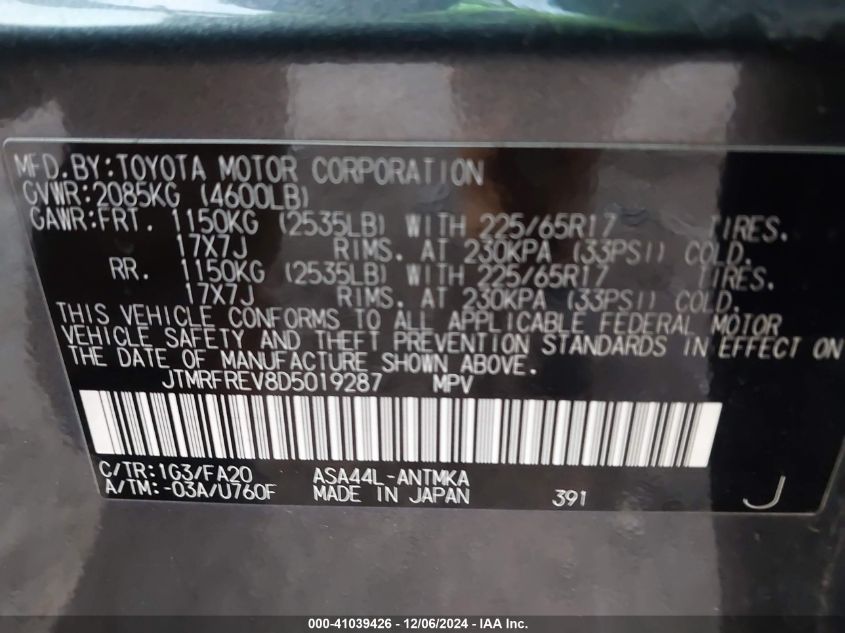 MFD.BY:TOYOTA MOTOR CORPORATION
GVWR:2085KG (4600LB)
GAWR:FRT. 1150KG (2535LB) WITH 225/65R17 TIRES.
17X7J RIMS. AT 230KPA (33PSI) COLD.
RR. 1150KG (2535LB) WITH 225/65R17 TIRES.
17X7J RIMS. AT 230KPA (33PSI) COLD.
THIS VEHICLE CONFORMS TO ALL APPLICABLE FEDERAL MOTOR
VEHICLE SAFETY AND THEFT PREVENTION STANDARDS IN EFFECT ON
THE DATE OF MANUFACTURE SHOWN ABOVE.
JTMRFREV8D5019287 MPV
C/TR:1G3/FA20 ASA44L-ANTMKA
A/TM:-03A/U760F MADE IN JAPAN 391 J
000-41039426 - 12/06/2024 - IAA Inc.